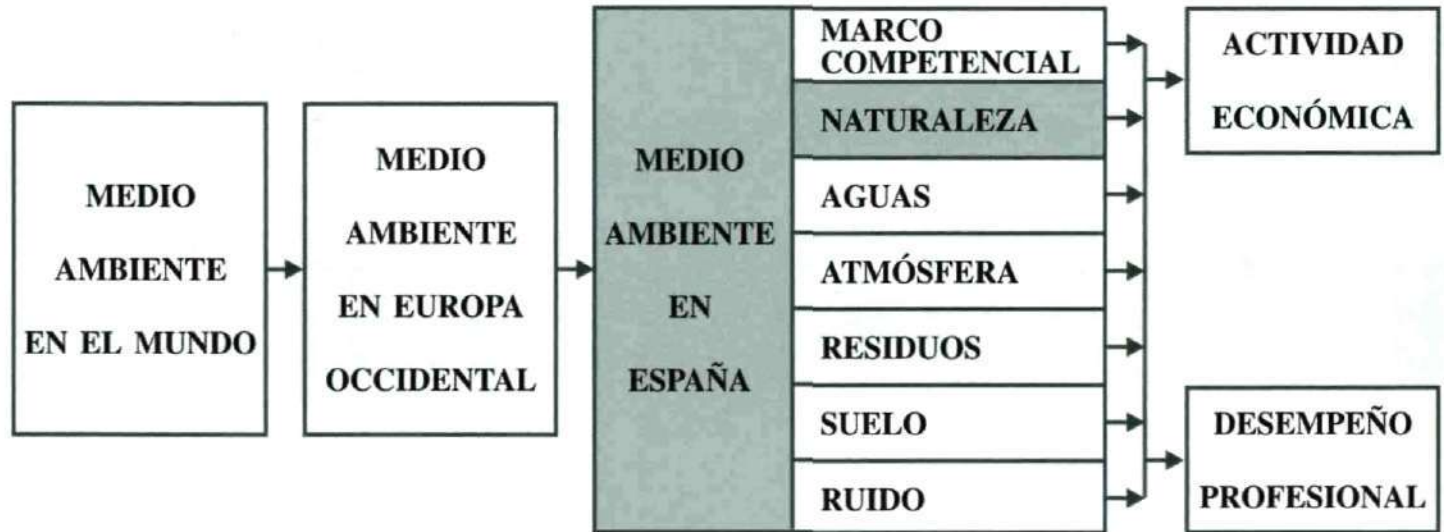 MEDIO
AMBIENTE
EN EL MUNDO
MEDIO
AMBIENTE
EN EUROPA
OCCIDENTAL
MEDIO
AMBIENTE
EN
ESPAÑA
MARCO
COMPETENCIAL
NATURALEZA
AGUAS
ATMÓSFERA
RESIDUOS
SUELO
RUIDO
ACTIVIDAD
ECONÓMICA
DESEMPEÑO
PROFESIONAL